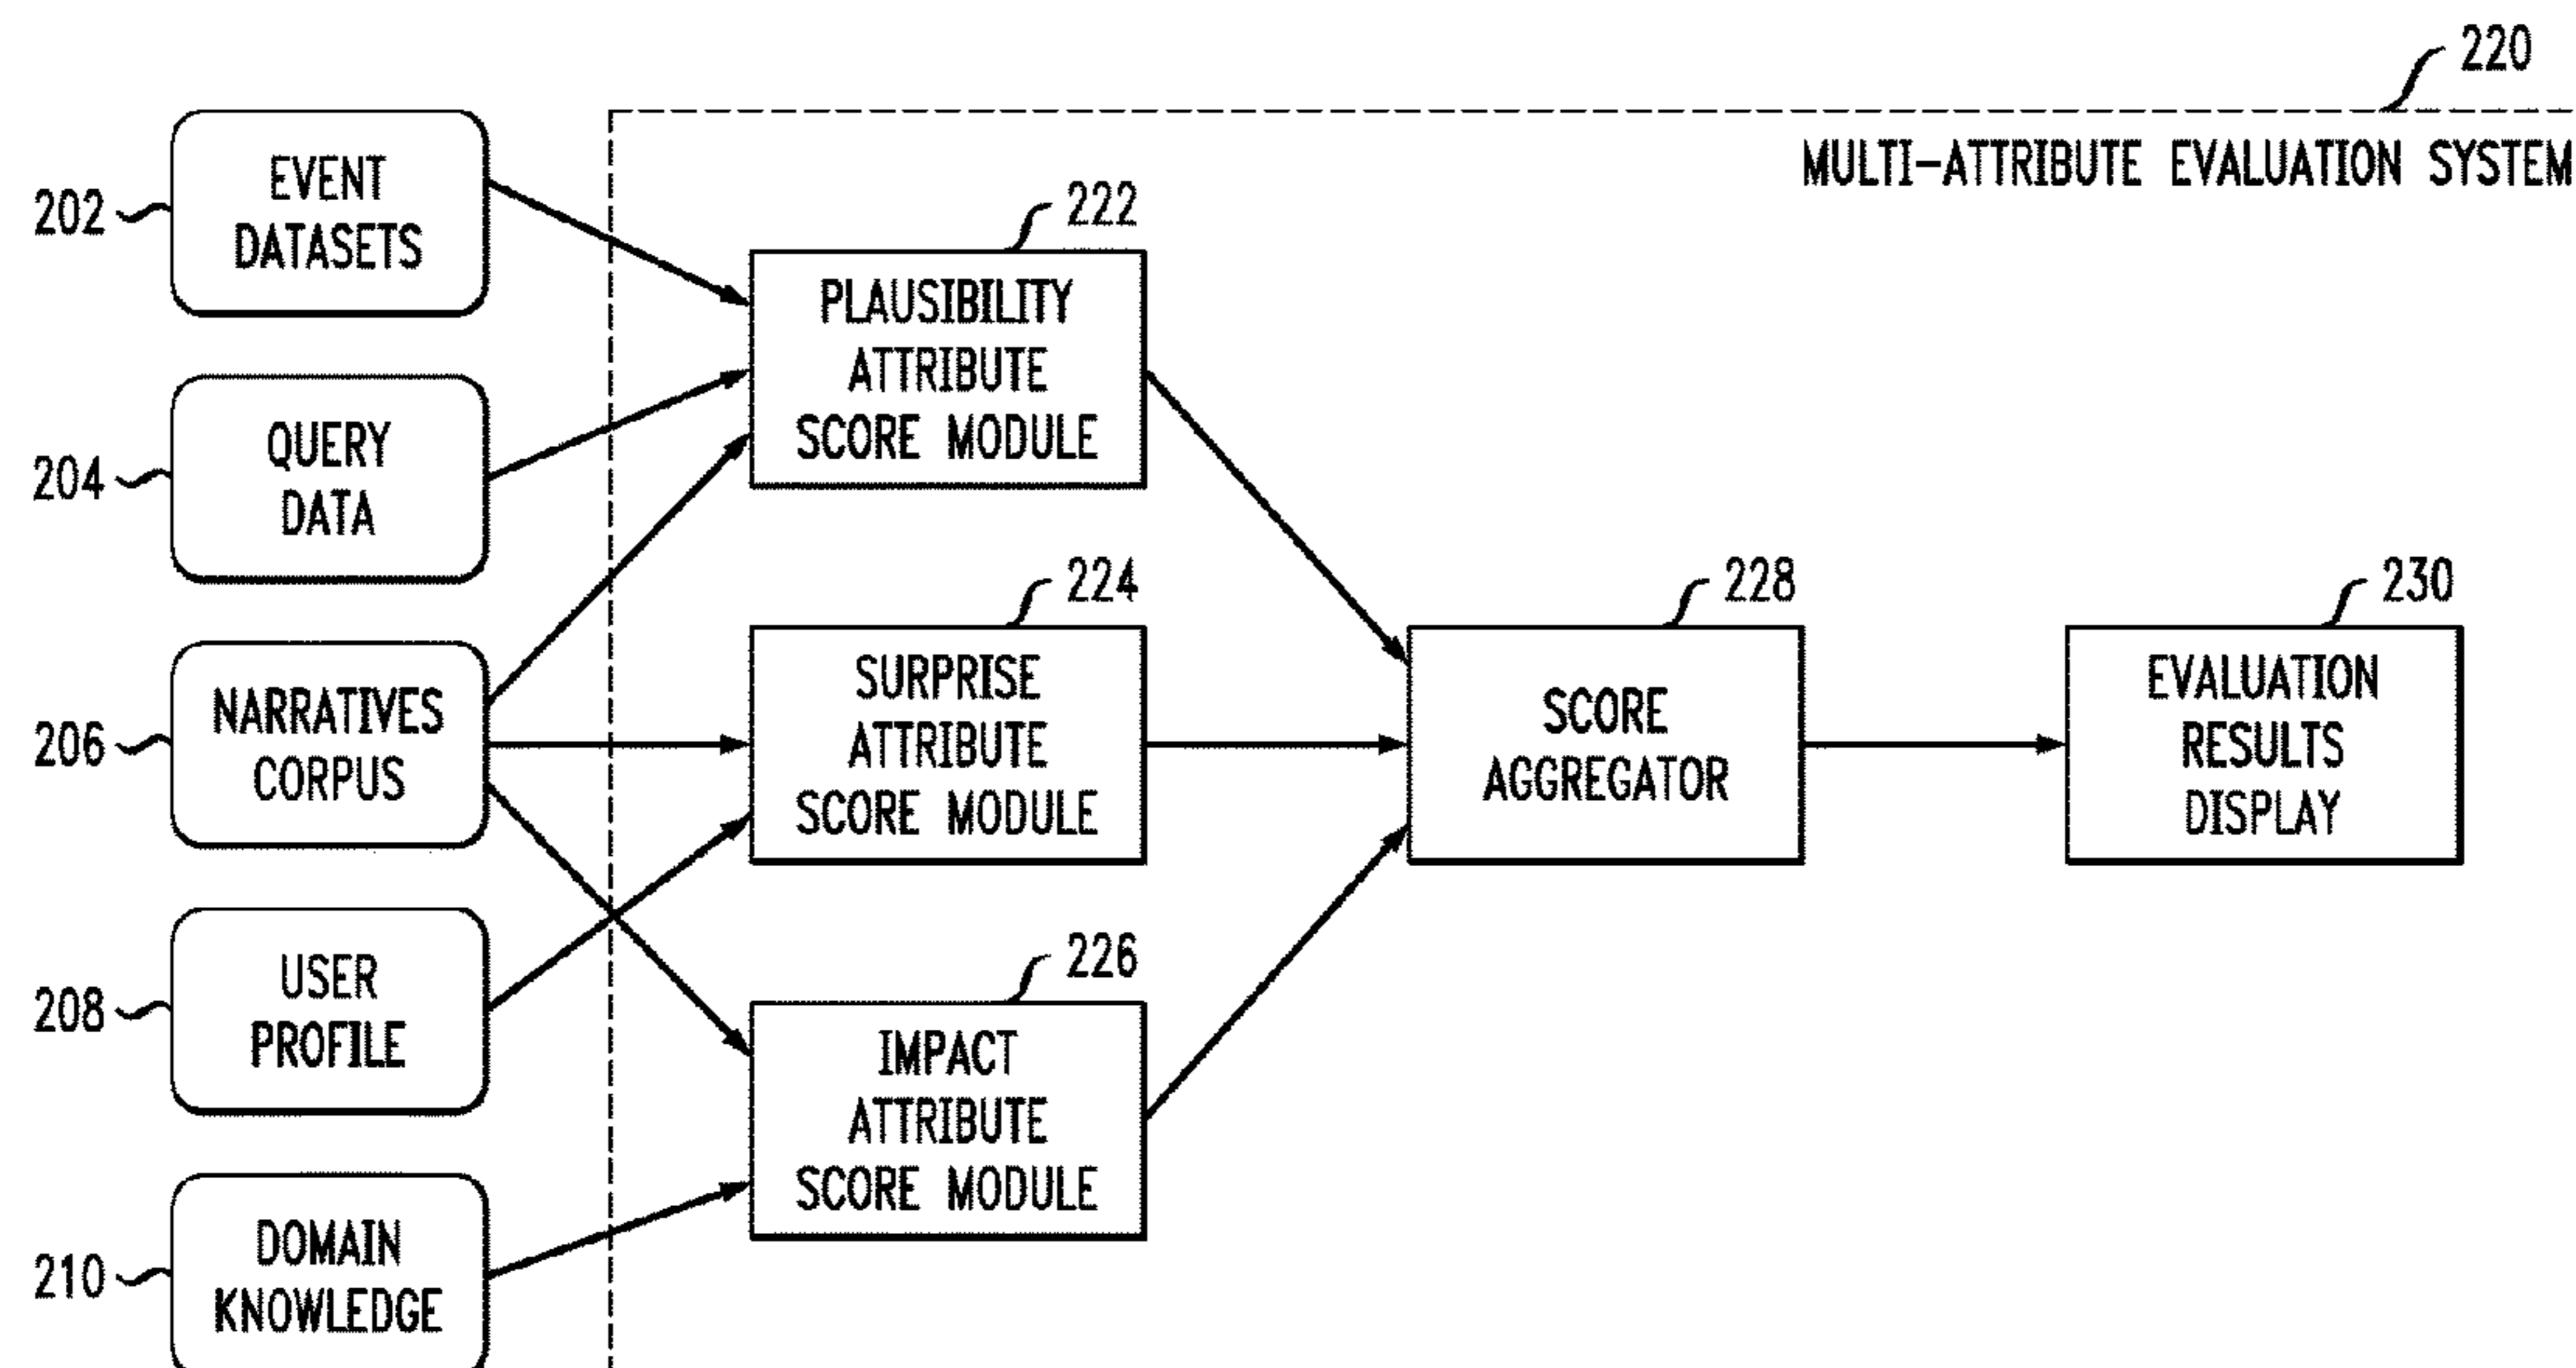 220
MULTI-ATTRIBUTE EVALUATION SYSTEM
202
EVENT
DATASETS
204
QUERY
DATA
206
NARRATIVES
CORPUS
208
USER
PROFILE
210
DOMAIN
KNOWLEDGE
222
PLAUSIBILITY
ATTRIBUTE
SCORE MODULE
224
SURPRISE
ATTRIBUTE
SCORE MODULE
226
IMPACT
ATTRIBUTE
SCORE MODULE
228
SCORE
AGGREGATOR
230
EVALUATION
RESULTS
DISPLAY